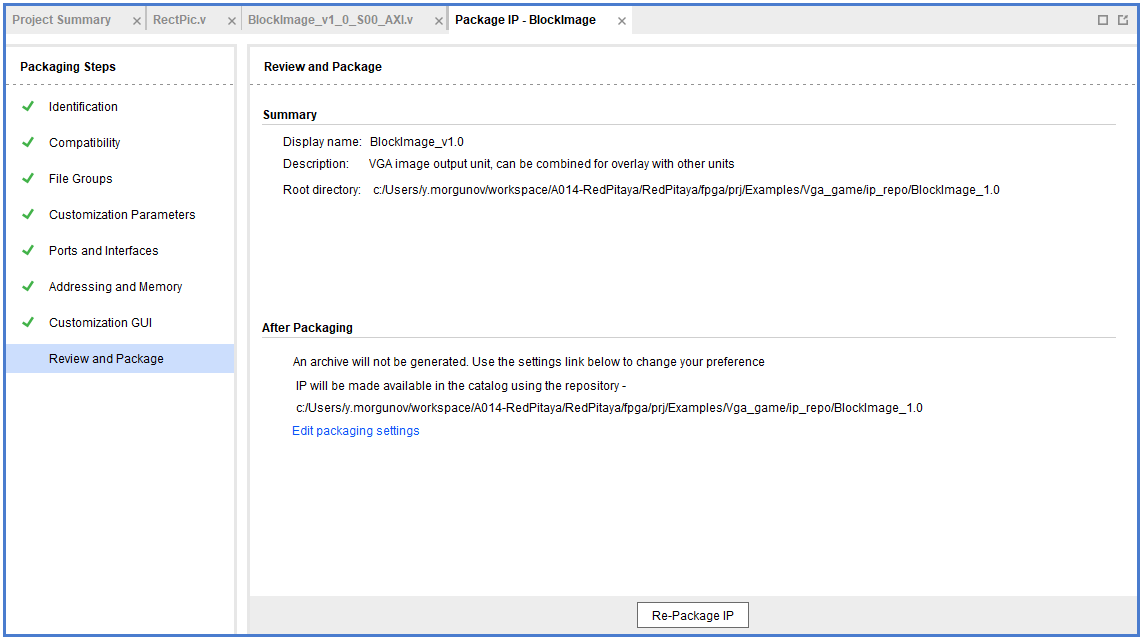 Project Summary × RectPic.v × BlockImage_v1_0_S00_AXI.v × Package IP - BlockImage ×
Packaging Steps
Identification
Compatibility
File Groups
Customization Parameters
Ports and Interfaces
Addressing and Memory
Customization GUI
Review and Package
Review and Package
Summary
Display name: BlockImage_v1.0
Description: VGA image output unit, can be combined for overlay with other units
Root directory: c:/Users/y.morgunov/workspace/A014-RedPitaya/RedPitaya/fpga/prj/Examples/Vga_game/ip_repo/BlockImage_1.0
After Packaging
An archive will not be generated. Use the settings link below to change your preference
IP will be made available in the catalog using the repository -
c:/Users/y.morgunov/workspace/A014-RedPitaya/RedPitaya/fpga/prj/Examples/Vga_game/ip_repo/BlockImage_1.0
Edit packaging settings
Re-Package IP